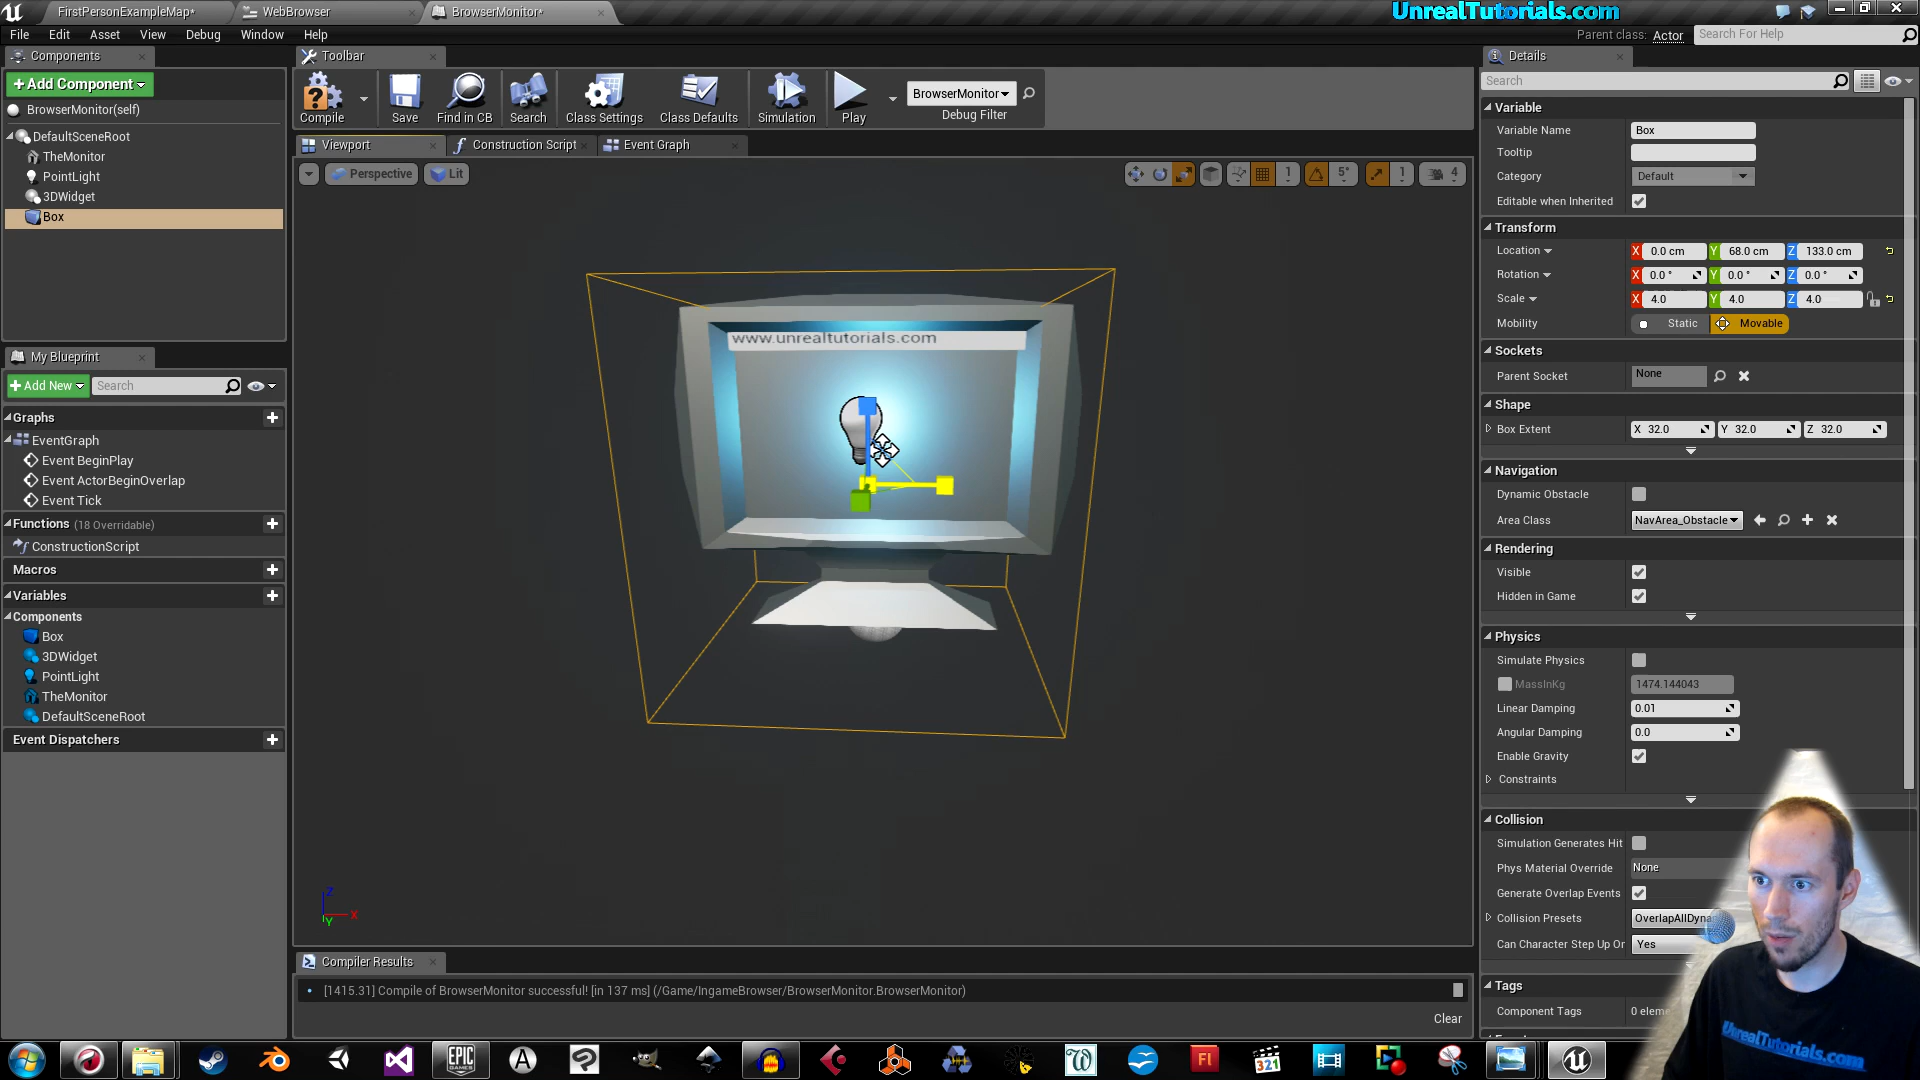 FirstPersonExampleMap*
WebBrowser
BrowserMonitor*
UnrealTutorials.com
File Edit Asset View Debug Window Help
Parent class: Actor
Search For Help
Components
Toolbar
Details
+ Add Component
BrowserMonitor(self)
DefaultSceneRoot
TheMonitor
PointLight
3DWidget
Box
Compile
Save
Find in CB
Search
Class Settings
Class Defaults
Simulation
Play
BrowserMonitor
Debug Filter
Viewport
Construction Script
Event Graph
Perspective
Lit
1
5°
1
4
www.unrealtutorials.com
Z
X
Y
My Blueprint
+ Add New
Search
Graphs
EventGraph
Event BeginPlay
Event ActorBeginOverlap
Event Tick
Functions (18 Overridable)
ConstructionScript
Macros
Variables
Components
Box
3DWidget
PointLight
TheMonitor
DefaultSceneRoot
Event Dispatchers
Compiler Results
[1415.31] Compile of BrowserMonitor successful! [in 137 ms] (/Game/IngameBrowser/BrowserMonitor.BrowserMonitor)
Clear
Search
Variable
Variable Name Box
Tooltip
Category Default
Editable when Inherited
Transform
Location X 0.0 cm Y 68.0 cm Z 133.0 cm
Rotation X 0.0 ° Y 0.0 ° Z 0.0 °
Scale X 4.0 Y 4.0 Z 4.0
Mobility Static Movable
Sockets
Parent Socket None
Shape
Box Extent X 32.0 Y 32.0 Z 32.0
Navigation
Dynamic Obstacle
Area Class NavArea_Obstacle
Rendering
Visible
Hidden in Game
Physics
Simulate Physics
MassInKg 1474.144043
Linear Damping 0.01
Angular Damping 0.0
Enable Gravity
Constraints
Collision
Simulation Generates Hit
Phys Material Override None
Generate Overlap Events
Collision Presets OverlapAllDyna
Can Character Step Up On Yes
Tags
Component Tags 0 eleme
UnrealTutorials.com
EPIC
GAMES
A
W
Fl
321